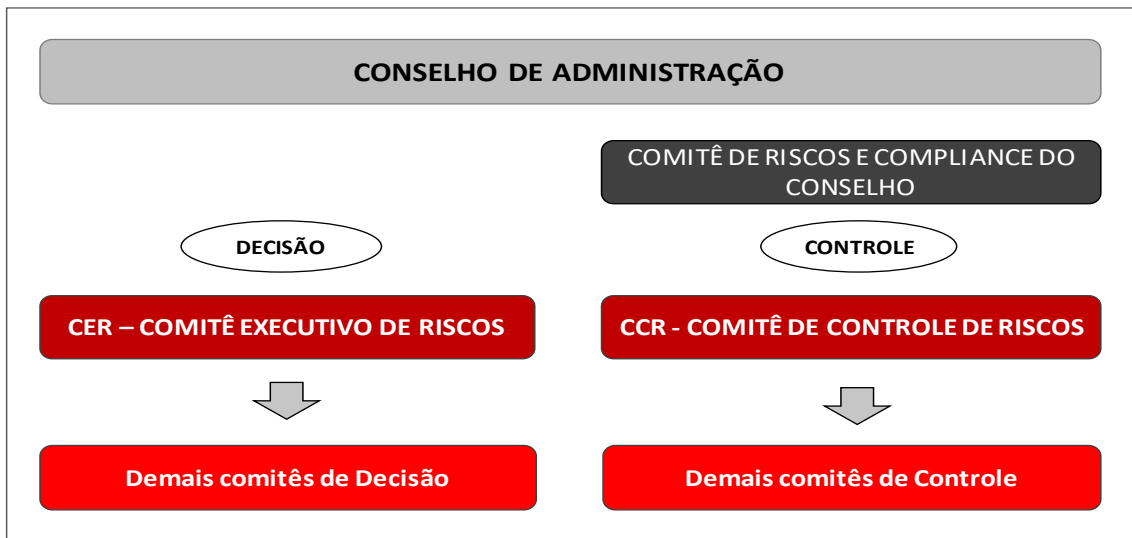 CONSELHO DE ADMINISTRAÇÃO
COMITÊ DE RISCOS E COMPLIANCE DO
CONSELHO
DECISÃO
CONTROLE
CER – COMITÊ EXECUTIVO DE RISCOS
CCR - COMITÊ DE CONTROLE DE RISCOS
Demais comitês de Decisão
Demais comitês de Controle